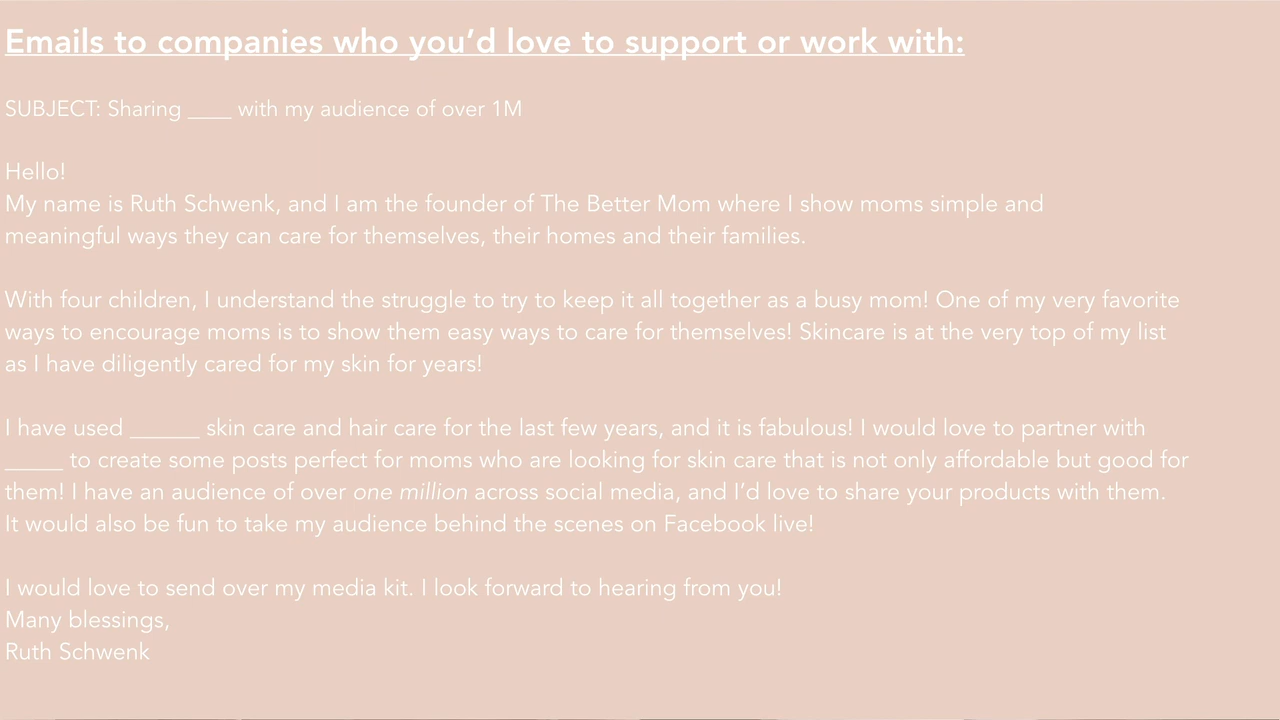 Emails to companies who you’d love to support or work with:
SUBJECT: Sharing ____ with my audience of over 1M
Hello!
My name is Ruth Schwenk, and I am the founder of The Better Mom where I show moms simple and
meaningful ways they can care for themselves, their homes and their families.
With four children, I understand the struggle to try to keep it all together as a busy mom! One of my very favorite
ways to encourage moms is to show them easy ways to care for themselves! Skincare is at the very top of my list
as I have diligently cared for my skin for years!
I have used ______ skin care and hair care for the last few years, and it is fabulous! I would love to partner with
_____ to create some posts perfect for moms who are looking for skin care that is not only affordable but good for
them! I have an audience of over one million across social media, and I’d love to share your products with them.
It would also be fun to take my audience behind the scenes on Facebook live!
I would love to send over my media kit. I look forward to hearing from you!
Many blessings,
Ruth Schwenk